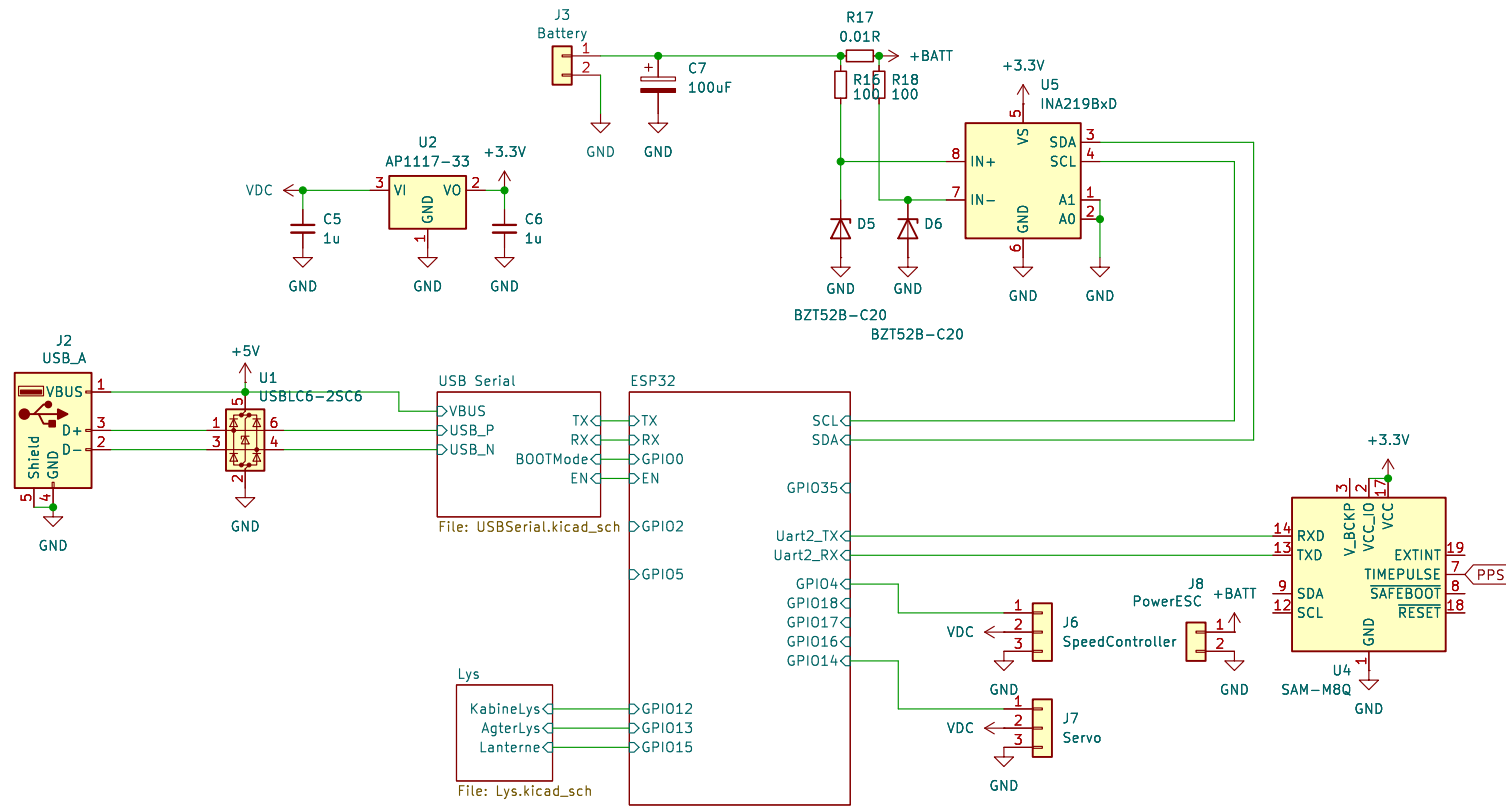 J3
Battery
1
2
GND
+
C7
100uF
GND
R17
0.01R
+BATT
R16
100
R18
100
+3.3V
U5
INA219BxD
5
VS
SDA
3
SCL
4
8
IN+
7
IN-
A1
1
A0
2
GND
6
GND
GND
D5
D6
GND
GND
BZT52B-C20
BZT52B-C20
U2
AP1117-33
+3.3V
VDC
3
VI
VO
2
GND
1
C5
1u
C6
1u
GND
GND
GND
J2
USB_A
VBUS
1
D+
3
D-
2
Shield
GND
5
4
GND
+5V
U1
USBLC6-2SC6
5
1
6
3
4
2
GND
USB Serial
VBUS
USB_P
USB_N
TX
RX
BOOTMode
EN
File: USBSerial.kicad_sch
ESP32
TX
RX
GPIO0
EN
GPIO2
GPIO5
GPIO12
GPIO13
GPIO15
SCL
SDA
GPIO35
Uart2_TX
Uart2_RX
GPIO4
GPIO18
GPIO17
GPIO16
GPIO14
Lys
KabineLys
AgterLys
Lanterne
File: Lys.kicad_sch
1
2
3
VDC
GND
J6
SpeedController
1
2
3
VDC
GND
J7
Servo
J8
PowerESC
+BATT
1
2
GND
+3.3V
3
2
17
V_BCKP
VCC_IO
VCC
14
RXD
13
TXD
9
SDA
12
SCL
EXTINT
19
TIMEPULSE
7
PPS
SAFEBOOT
8
RESET
18
GND
1
U4
SAM-M8Q
GND